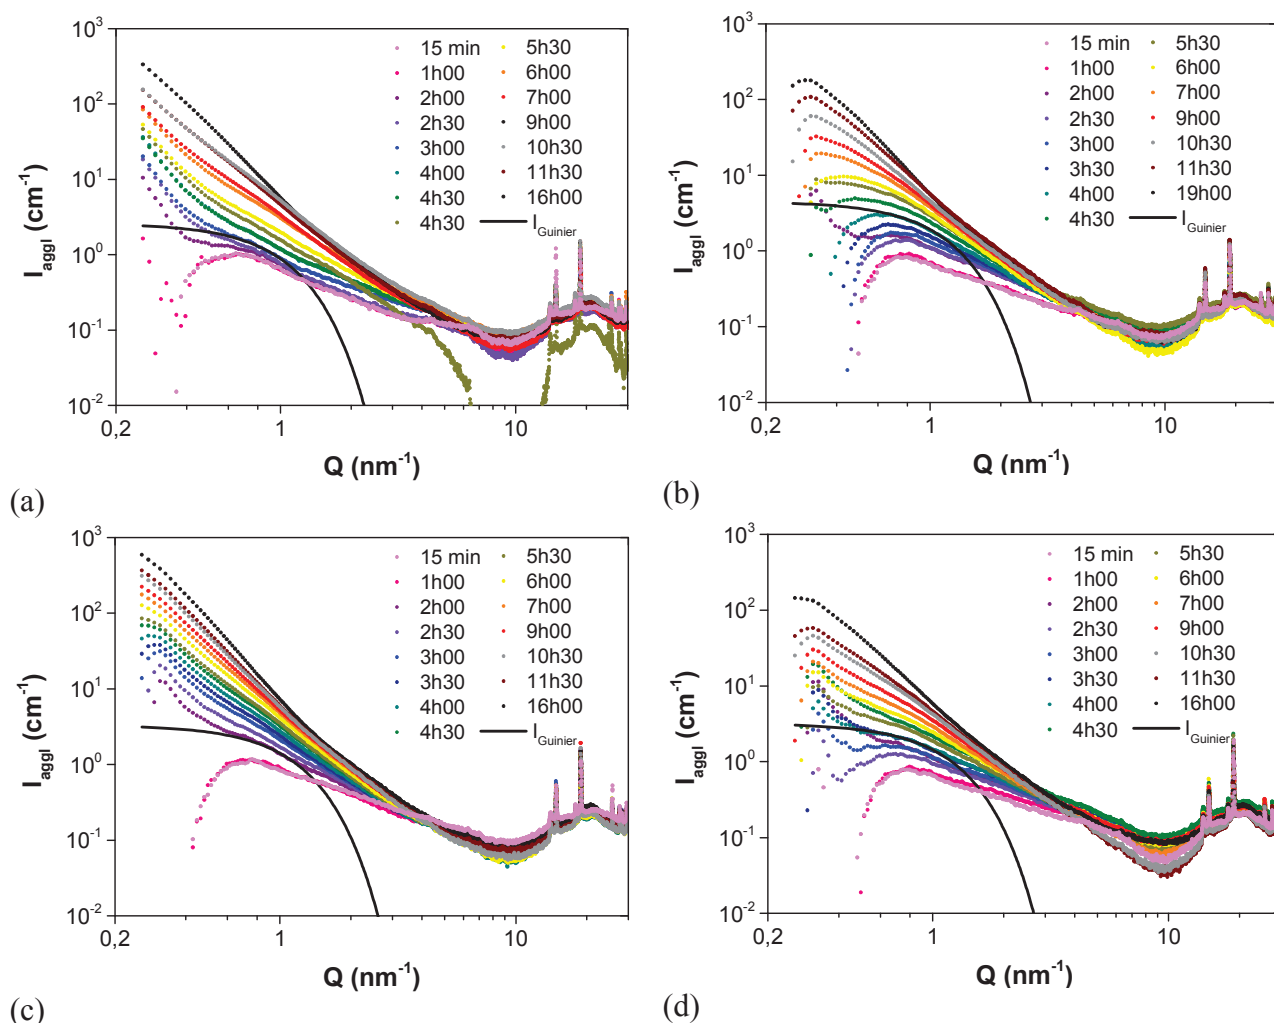 10³
10²
10¹
10⁰
10⁻¹
10⁻²
I_aggl (cm⁻¹)
15 min
1h00
2h00
2h30
3h00
4h00
4h30
4h30
5h30
6h00
7h00
9h00
10h30
11h30
16h00
I_Guinier
0,2
1
10
Q (nm⁻¹)
(a)
10³
10²
10¹
10⁰
10⁻¹
10⁻²
I_aggl (cm⁻¹)
15 min
1h00
2h00
2h30
3h00
3h30
4h00
4h30
5h30
6h00
7h00
9h00
10h30
11h30
19h00
I_Guinier
0,2
1
10
Q (nm⁻¹)
(b)
10³
10²
10¹
10⁰
10⁻¹
10⁻²
I_aggl (cm⁻¹)
15 min
1h00
2h00
2h30
3h00
3h30
4h00
4h30
5h30
6h00
7h00
9h00
10h30
11h30
16h00
I_Guinier
0,2
1
10
Q (nm⁻¹)
(c)
10³
10²
10¹
10⁰
10⁻¹
10⁻²
I_aggl (cm⁻¹)
15 min
1h00
2h00
2h30
3h00
3h30
4h00
4h30
5h30
6h00
7h00
9h00
10h30
11h30
16h00
I_Guinier
0,2
1
10
Q (nm⁻¹)
(d)